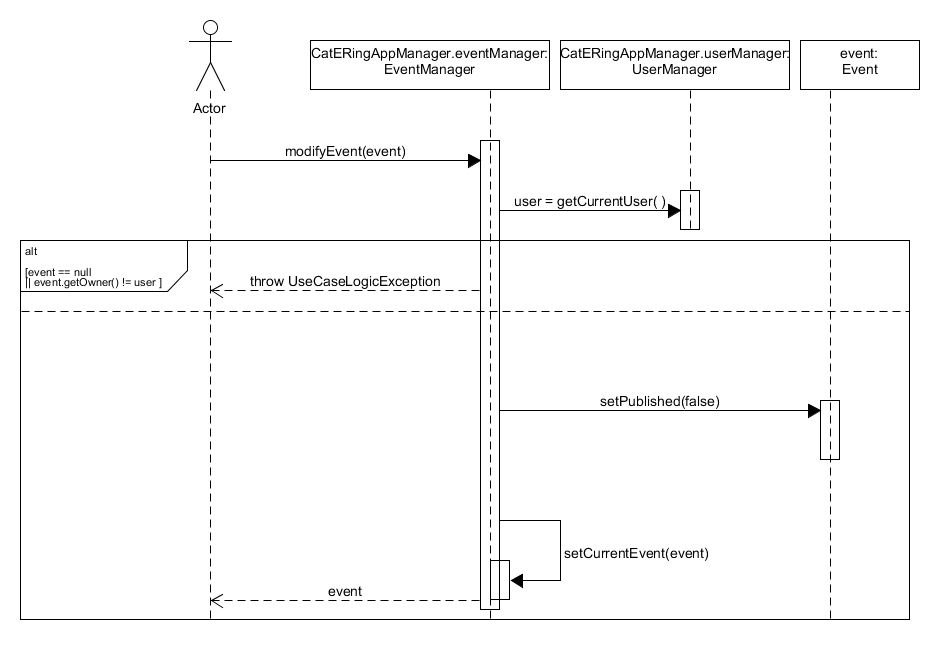 CatERingAppManager.eventManager:
EventManager
CatERingAppManager.userManager:
UserManager
event:
Event
Actor
modifyEvent(event)
user = getCurrentUser( )
alt
[event == null
|| event.getOwner() != user ]
throw UseCaseLogicException
setPublished(false)
setCurrentEvent(event)
event